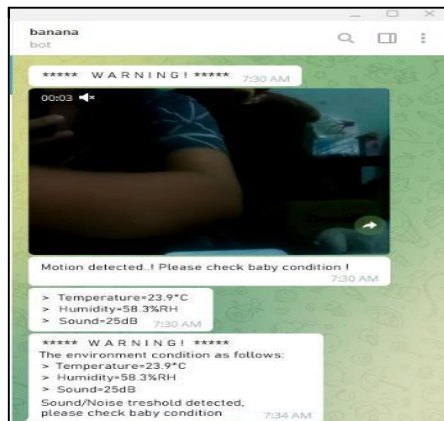 banana
bot
***** W A R N I N G ! ***** 7:30 AM
00:03
Motion detected..! Please check baby condition !
7:30 AM
> Temperature=23.9*C
> Humidity=58.3%RH
> Sound=25dB 7:30 AM
***** W A R N I N G ! *****
The environment condition as follows:
> Temperature=23.9*C
> Humidity=58.3%RH
> Sound=25dB
Sound/Noise treshold detected,
please check baby condition 7:34 AM